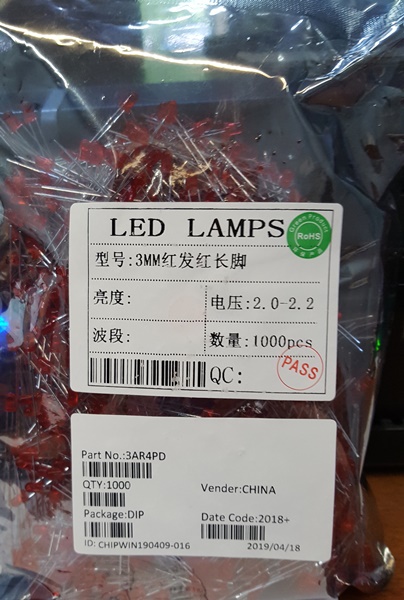 LED LAMPS
Green Product
RoHS
型号:3MM红发红长脚
亮度:
电压:2.0-2.2
波段:
数量:1000pcs
QC:
PASS
Part No.:3AR4PD
QTY:1000
Vender:CHINA
Package:DIP
Date Code:2018+
ID: CHIPWIN190409-016
2019/04/18